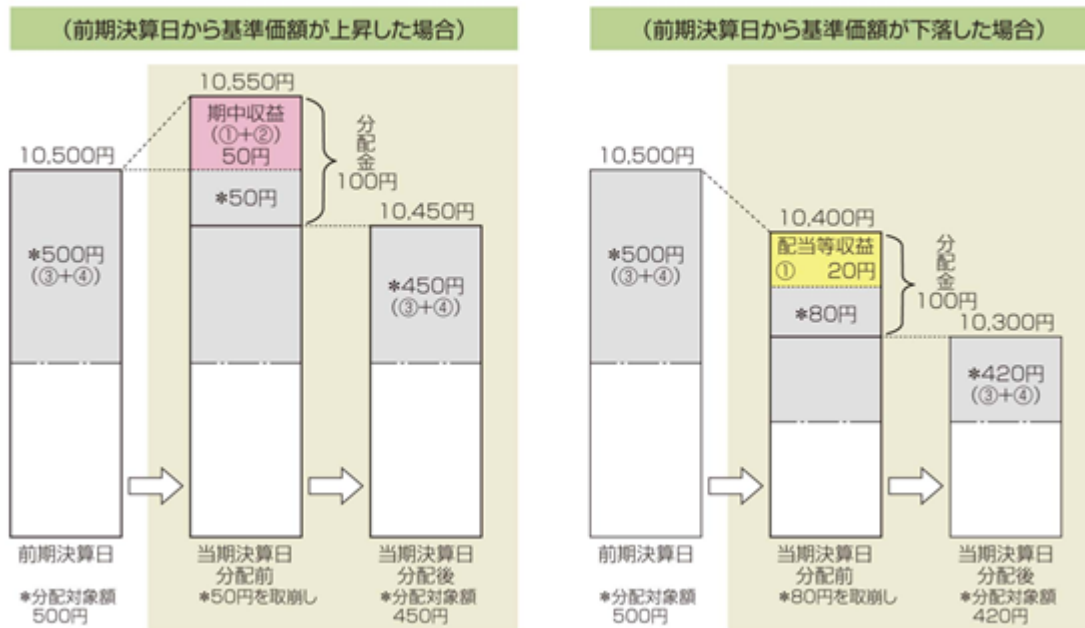 （前期決算日から基準価額が上昇した場合）
10,500円
*500円
（③＋④）
前期決算日
*分配対象額
500円
10,550円
期中収益
（①＋②）
50円
*50円
分配金
100円
当期決算日
分配前
*50円を取崩し
10,450円
*450円
（③＋④）
当期決算日
分配後
*分配対象額
450円
（前期決算日から基準価額が下落した場合）
10,500円
*500円
（③＋④）
前期決算日
*分配対象額
500円
10,400円
配当等収益
①　20円
*80円
分配金
100円
当期決算日
分配前
*80円を取崩し
10,300円
*420円
（③＋④）
当期決算日
分配後
*分配対象額
420円